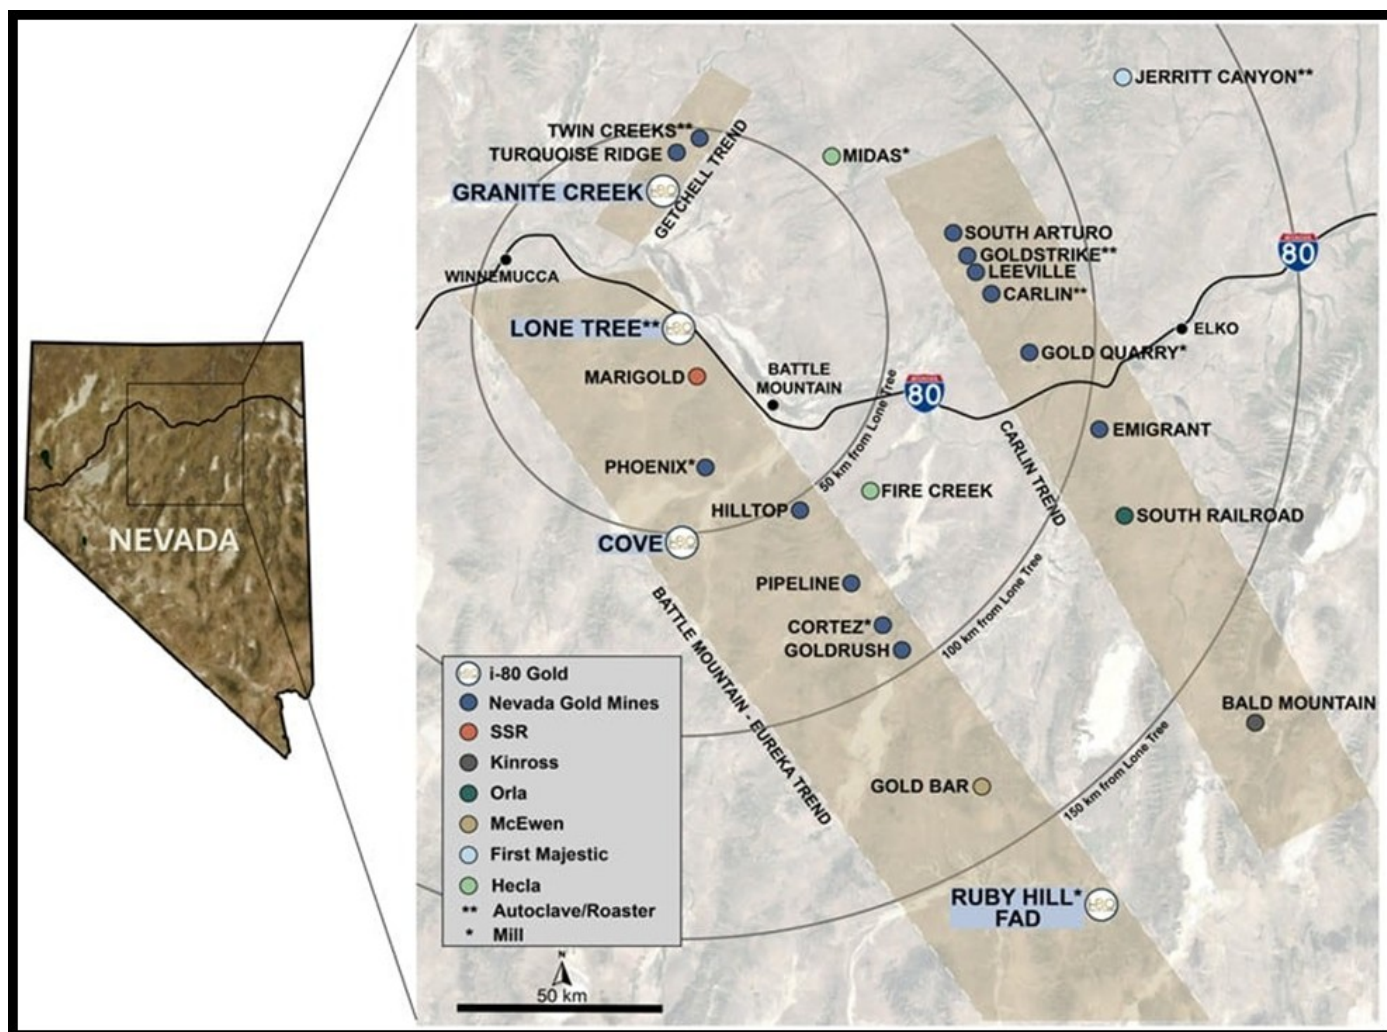 JERRITT CANYON**
TWIN CREEKS**
TURQUOISE RIDGE
MIDAS*
GRANITE CREEK
GETCHELL TREND
SOUTH ARTURO
GOLDSTRIKE**
LEEVILLE
CARLIN**
80
WINNEMUCCA
LONE TREE**
ELKO
GOLD QUARRY*
MARIGOLD
BATTLE
MOUNTAIN
80
EMIGRANT
CARLIN TREND
50 km from Lone Tree
PHOENIX*
FIRE CREEK
HILLTOP
SOUTH RAILROAD
COVE
NEVADA
PIPELINE
CORTEZ*
GOLDRUSH
100 km from Lone Tree
BATTLE MOUNTAIN - EUREKA TREND
BALD MOUNTAIN
150 km from Lone Tree
GOLD BAR
RUBY HILL*
FAD
i-80 Gold
Nevada Gold Mines
SSR
Kinross
Orla
McEwen
First Majestic
Hecla
** Autoclave/Roaster
* Mill
N
50 km